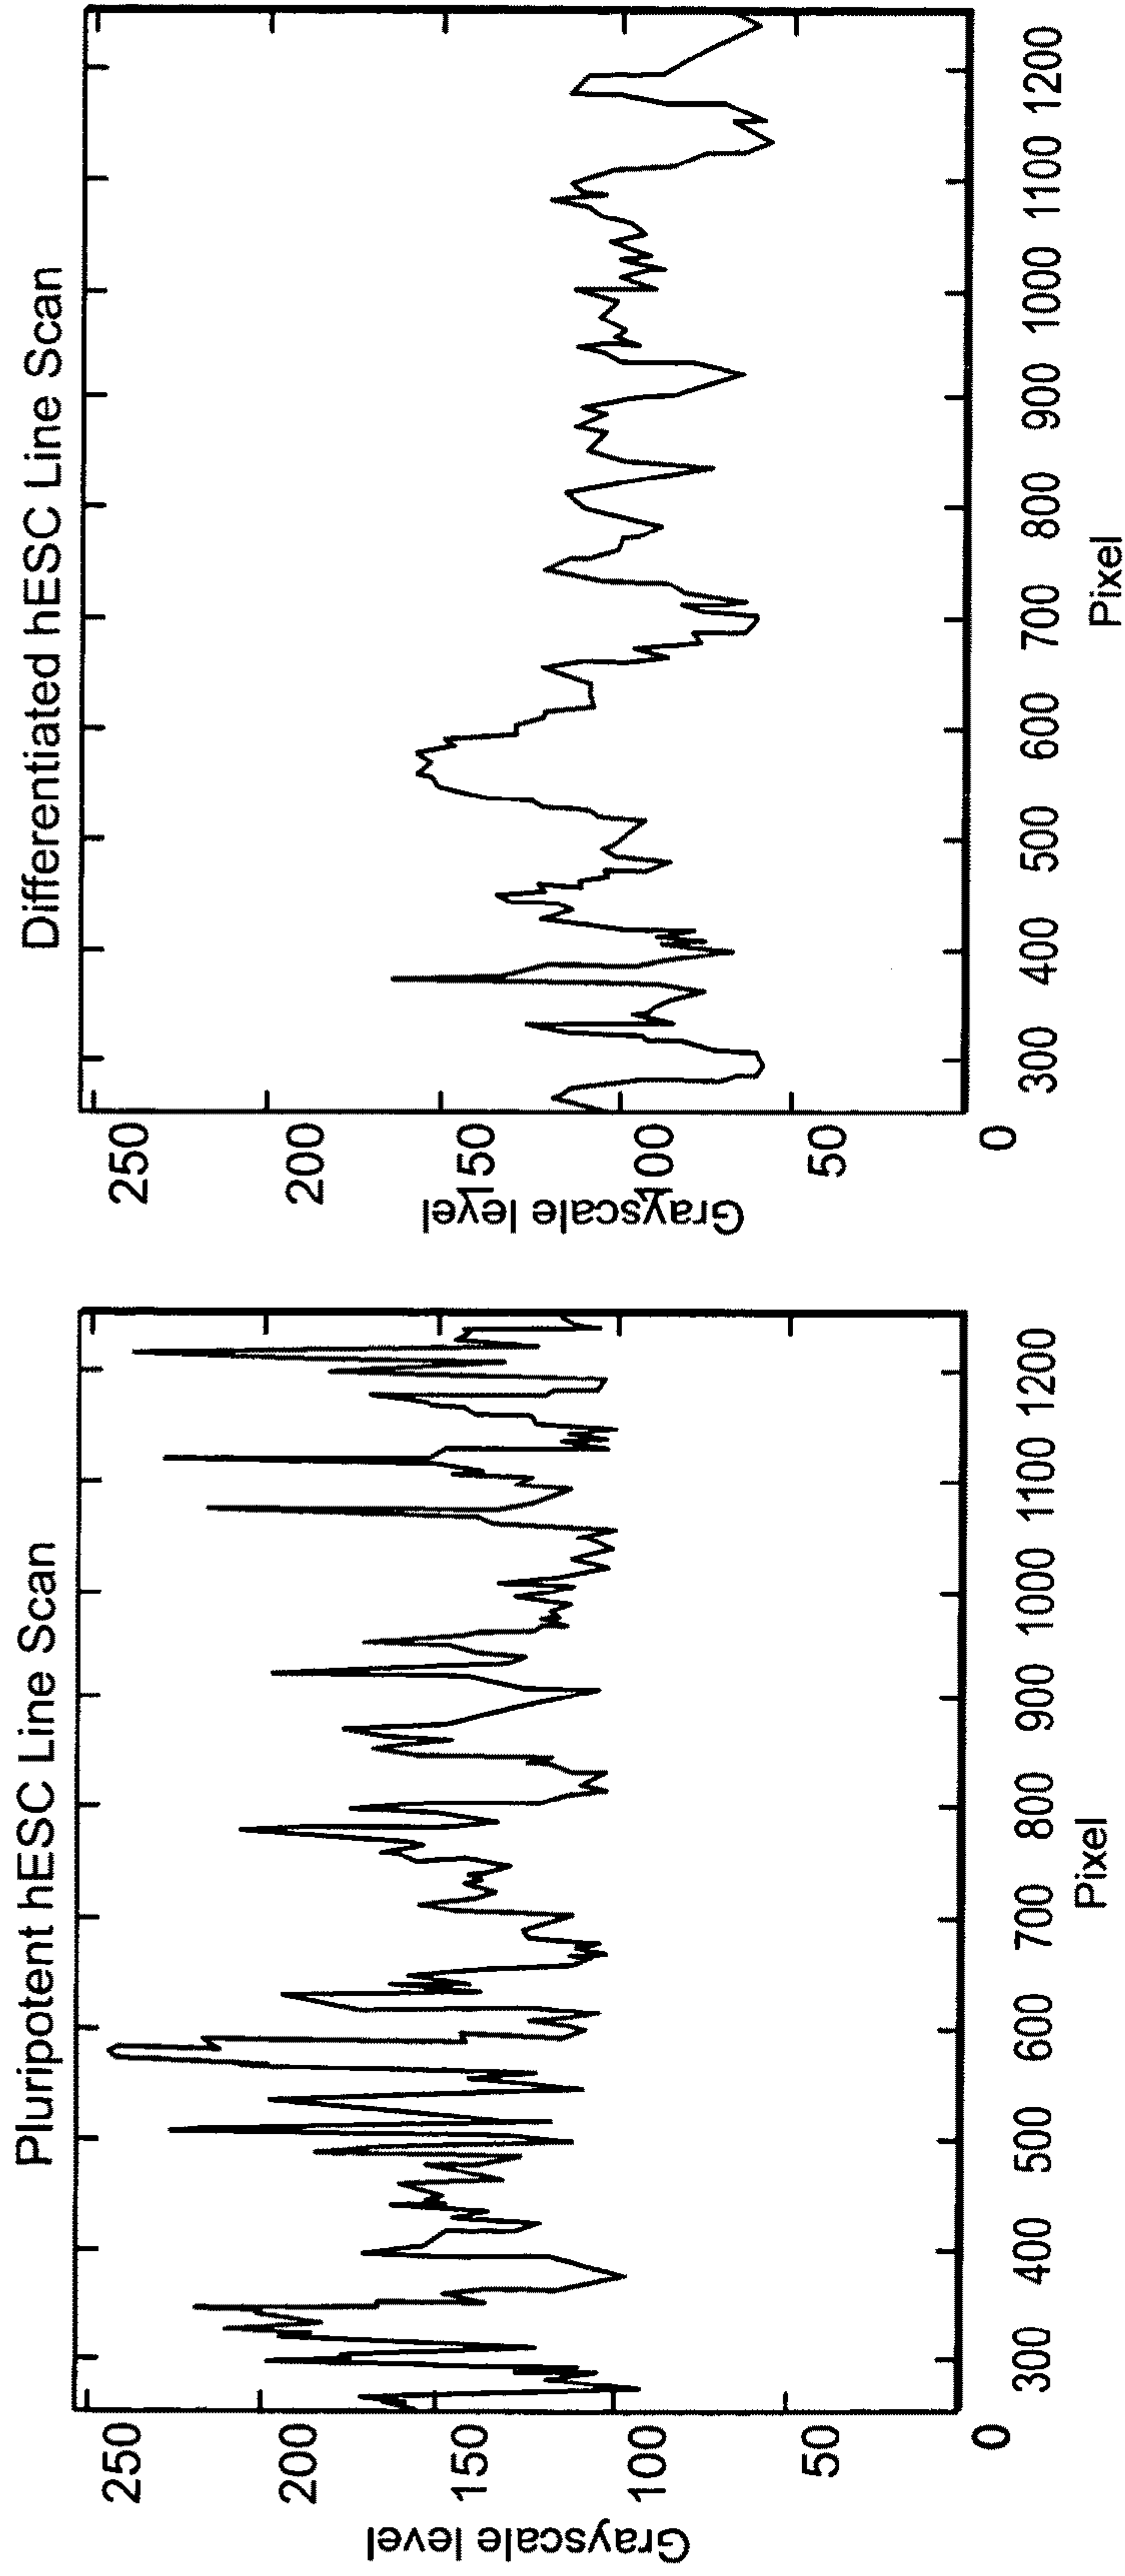 Pluripotent hESC Line Scan
Grayscale level
250
200
150
100
50
0
300 400 500 600 700 800 900 1000 1100 1200
Pixel
Differentiated hESC Line Scan
Grayscale level
250
200
150
100
50
0
300 400 500 600 700 800 900 1000 1100 1200
Pixel